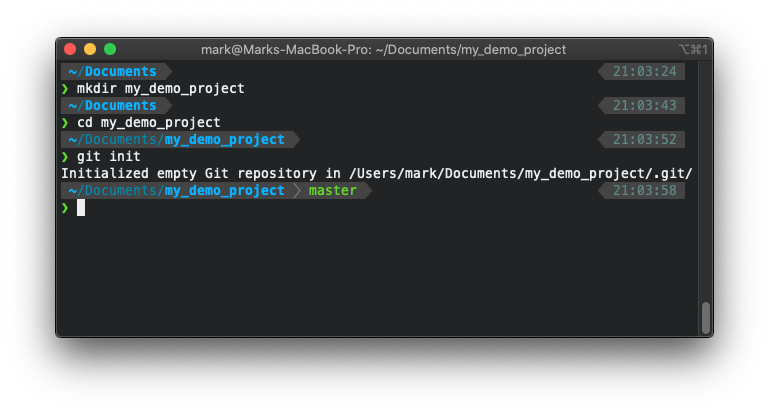 mark@Marks-MacBook-Pro: ~/Documents/my_demo_project ⌥⌘1
~/Documents 21:03:24
❯ mkdir my_demo_project
~/Documents 21:03:43
❯ cd my_demo_project
~/Documents/my_demo_project 21:03:52
❯ git init
Initialized empty Git repository in /Users/mark/Documents/my_demo_project/.git/
~/Documents/my_demo_project master 21:03:58
❯